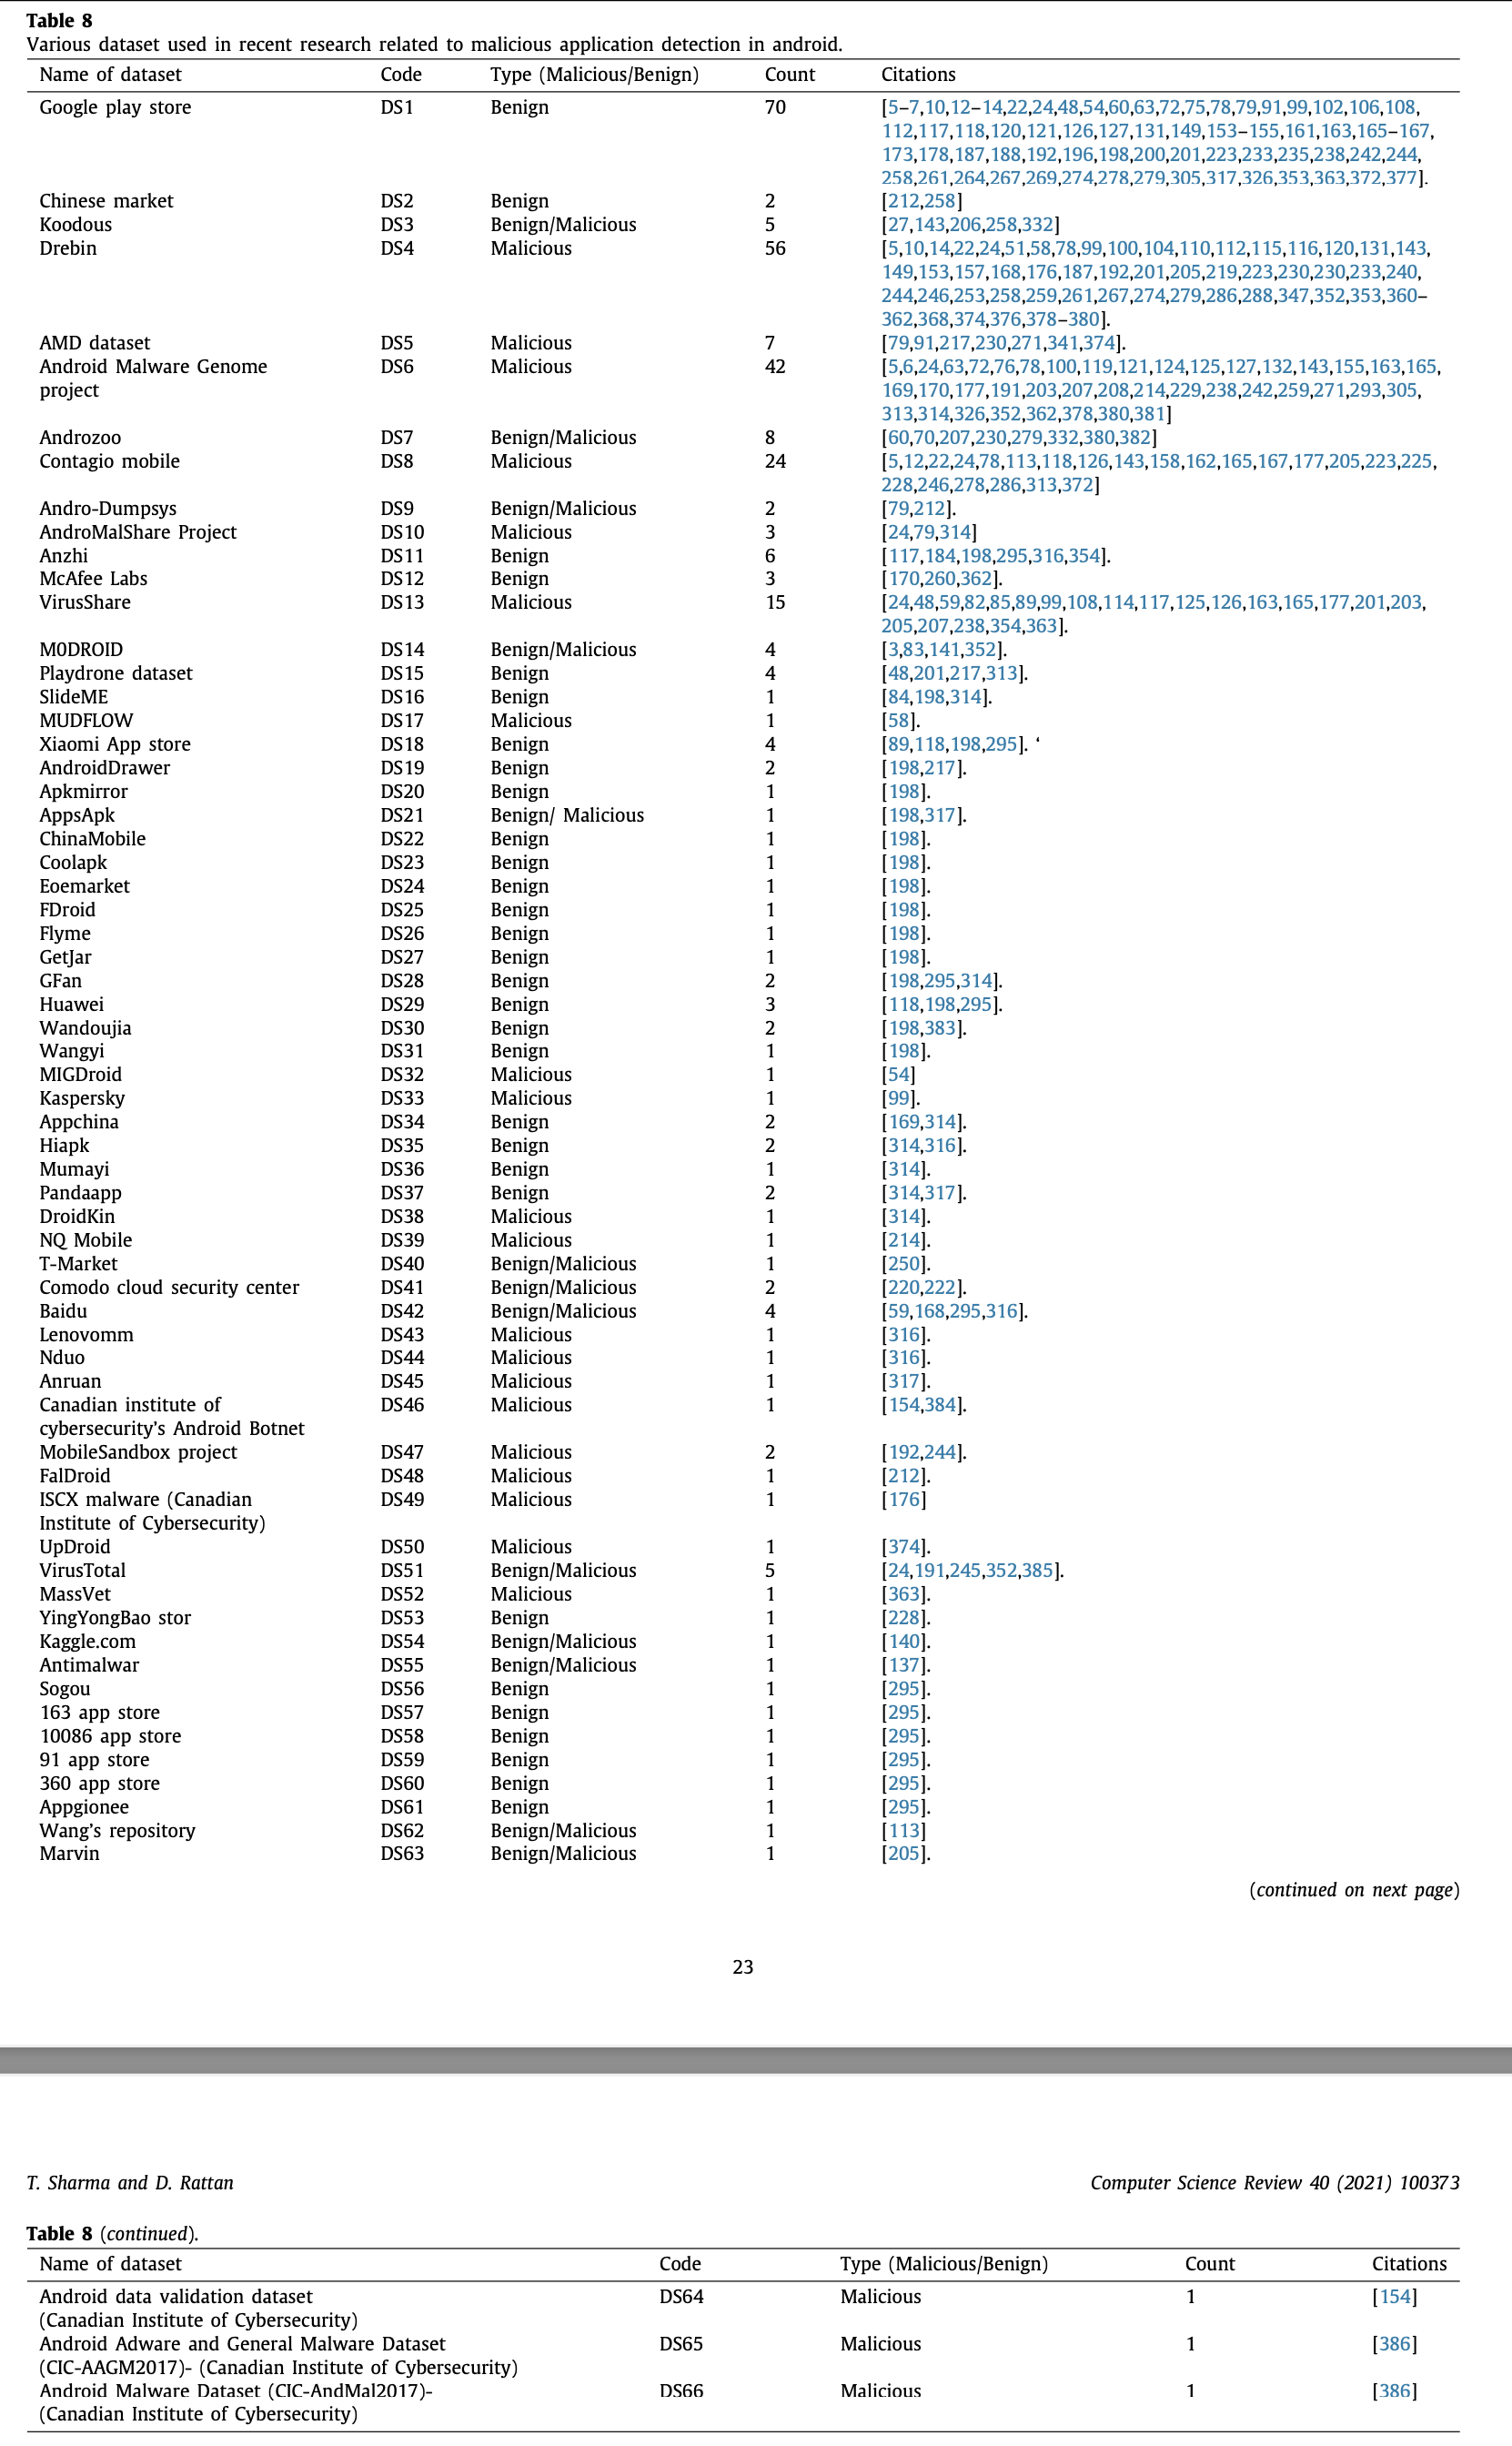 Table 8
Various dataset used in recent research related to malicious application detection in android.
Name of dataset Code Type (Malicious/Benign) Count Citations
Google play store DS1 Benign 70 [5–7,10,12–14,22,24,48,54,60,63,72,75,78,79,91,99,102,106,108,
112,117,118,120,121,126,127,131,149,153–155,161,163,165–167,
173,178,187,188,192,196,198,200,201,223,233,235,238,242,244,
258,261,264,267,269,274,278,279,305,317,326,353,363,372,377].
Chinese market DS2 Benign 2 [212,258]
Koodous DS3 Benign/Malicious 5 [27,143,206,258,332]
Drebin DS4 Malicious 56 [5,10,14,22,24,51,58,78,99,100,104,110,112,115,116,120,131,143,
149,153,157,168,176,187,192,201,205,219,223,230,230,233,240,
244,246,253,258,259,261,267,274,279,286,288,347,352,353,360–
362,368,374,376,378–380].
AMD dataset DS5 Malicious 7 [79,91,217,230,271,341,374].
Android Malware Genome DS6 Malicious 42 [5,6,24,63,72,76,78,100,119,121,124,125,127,132,143,155,163,165,
project 169,170,177,191,203,207,208,214,229,238,242,259,271,293,305,
313,314,326,352,362,378,380,381]
Androzoo DS7 Benign/Malicious 8 [60,70,207,230,279,332,380,382]
Contagio mobile DS8 Malicious 24 [5,12,22,24,78,113,118,126,143,158,162,165,167,177,205,223,225,
228,246,278,286,313,372]
Andro-Dumpsys DS9 Benign/Malicious 2 [79,212].
AndroMalShare Project DS10 Malicious 3 [24,79,314]
Anzhi DS11 Benign 6 [117,184,198,295,316,354].
McAfee Labs DS12 Benign 3 [170,260,362].
VirusShare DS13 Malicious 15 [24,48,59,82,85,89,99,108,114,117,125,126,163,165,177,201,203,
205,207,238,354,363].
M0DROID DS14 Benign/Malicious 4 [3,83,141,352].
Playdrone dataset DS15 Benign 4 [48,201,217,313].
SlideME DS16 Benign 1 [84,198,314].
MUDFLOW DS17 Malicious 1 [58].
Xiaomi App store DS18 Benign 4 [89,118,198,295]. ‘
AndroidDrawer DS19 Benign 2 [198,217].
Apkmirror DS20 Benign 1 [198].
AppsApk DS21 Benign/ Malicious 1 [198,317].
ChinaMobile DS22 Benign 1 [198].
Coolapk DS23 Benign 1 [198].
Eoemarket DS24 Benign 1 [198].
FDroid DS25 Benign 1 [198].
Flyme DS26 Benign 1 [198].
GetJar DS27 Benign 1 [198].
GFan DS28 Benign 2 [198,295,314].
Huawei DS29 Benign 3 [118,198,295].
Wandoujia DS30 Benign 2 [198,383].
Wangyi DS31 Benign 1 [198].
MIGDroid DS32 Malicious 1 [54]
Kaspersky DS33 Malicious 1 [99].
Appchina DS34 Benign 2 [169,314].
Hiapk DS35 Benign 2 [314,316].
Mumayi DS36 Benign 1 [314].
Pandaapp DS37 Benign 2 [314,317].
DroidKin DS38 Malicious 1 [314].
NQ Mobile DS39 Malicious 1 [214].
T-Market DS40 Benign/Malicious 1 [250].
Comodo cloud security center DS41 Benign/Malicious 2 [220,222].
Baidu DS42 Benign/Malicious 4 [59,168,295,316].
Lenovomm DS43 Malicious 1 [316].
Nduo DS44 Malicious 1 [316].
Anruan DS45 Malicious 1 [317].
Canadian institute of DS46 Malicious 1 [154,384].
cybersecurity's Android Botnet
MobileSandbox project DS47 Malicious 2 [192,244].
FalDroid DS48 Malicious 1 [212].
ISCX malware (Canadian DS49 Malicious 1 [176]
Institute of Cybersecurity)
UpDroid DS50 Malicious 1 [374].
VirusTotal DS51 Benign/Malicious 5 [24,191,245,352,385].
MassVet DS52 Malicious 1 [363].
YingYongBao stor DS53 Benign 1 [228].
Kaggle.com DS54 Benign/Malicious 1 [140].
Antimalwar DS55 Benign/Malicious 1 [137].
Sogou DS56 Benign 1 [295].
163 app store DS57 Benign 1 [295].
10086 app store DS58 Benign 1 [295].
91 app store DS59 Benign 1 [295].
360 app store DS60 Benign 1 [295].
Appgionee DS61 Benign 1 [295].
Wang's repository DS62 Benign/Malicious 1 [113]
Marvin DS63 Benign/Malicious 1 [205].
(continued on next page)
23
T. Sharma and D. Rattan Computer Science Review 40 (2021) 100373
Table 8 (continued).
Name of dataset Code Type (Malicious/Benign) Count Citations
Android data validation dataset DS64 Malicious 1 [154]
(Canadian Institute of Cybersecurity)
Android Adware and General Malware Dataset DS65 Malicious 1 [386]
(CIC-AAGM2017)- (Canadian Institute of Cybersecurity)
Android Malware Dataset (CIC-AndMal2017)- DS66 Malicious 1 [386]
(Canadian Institute of Cybersecurity)